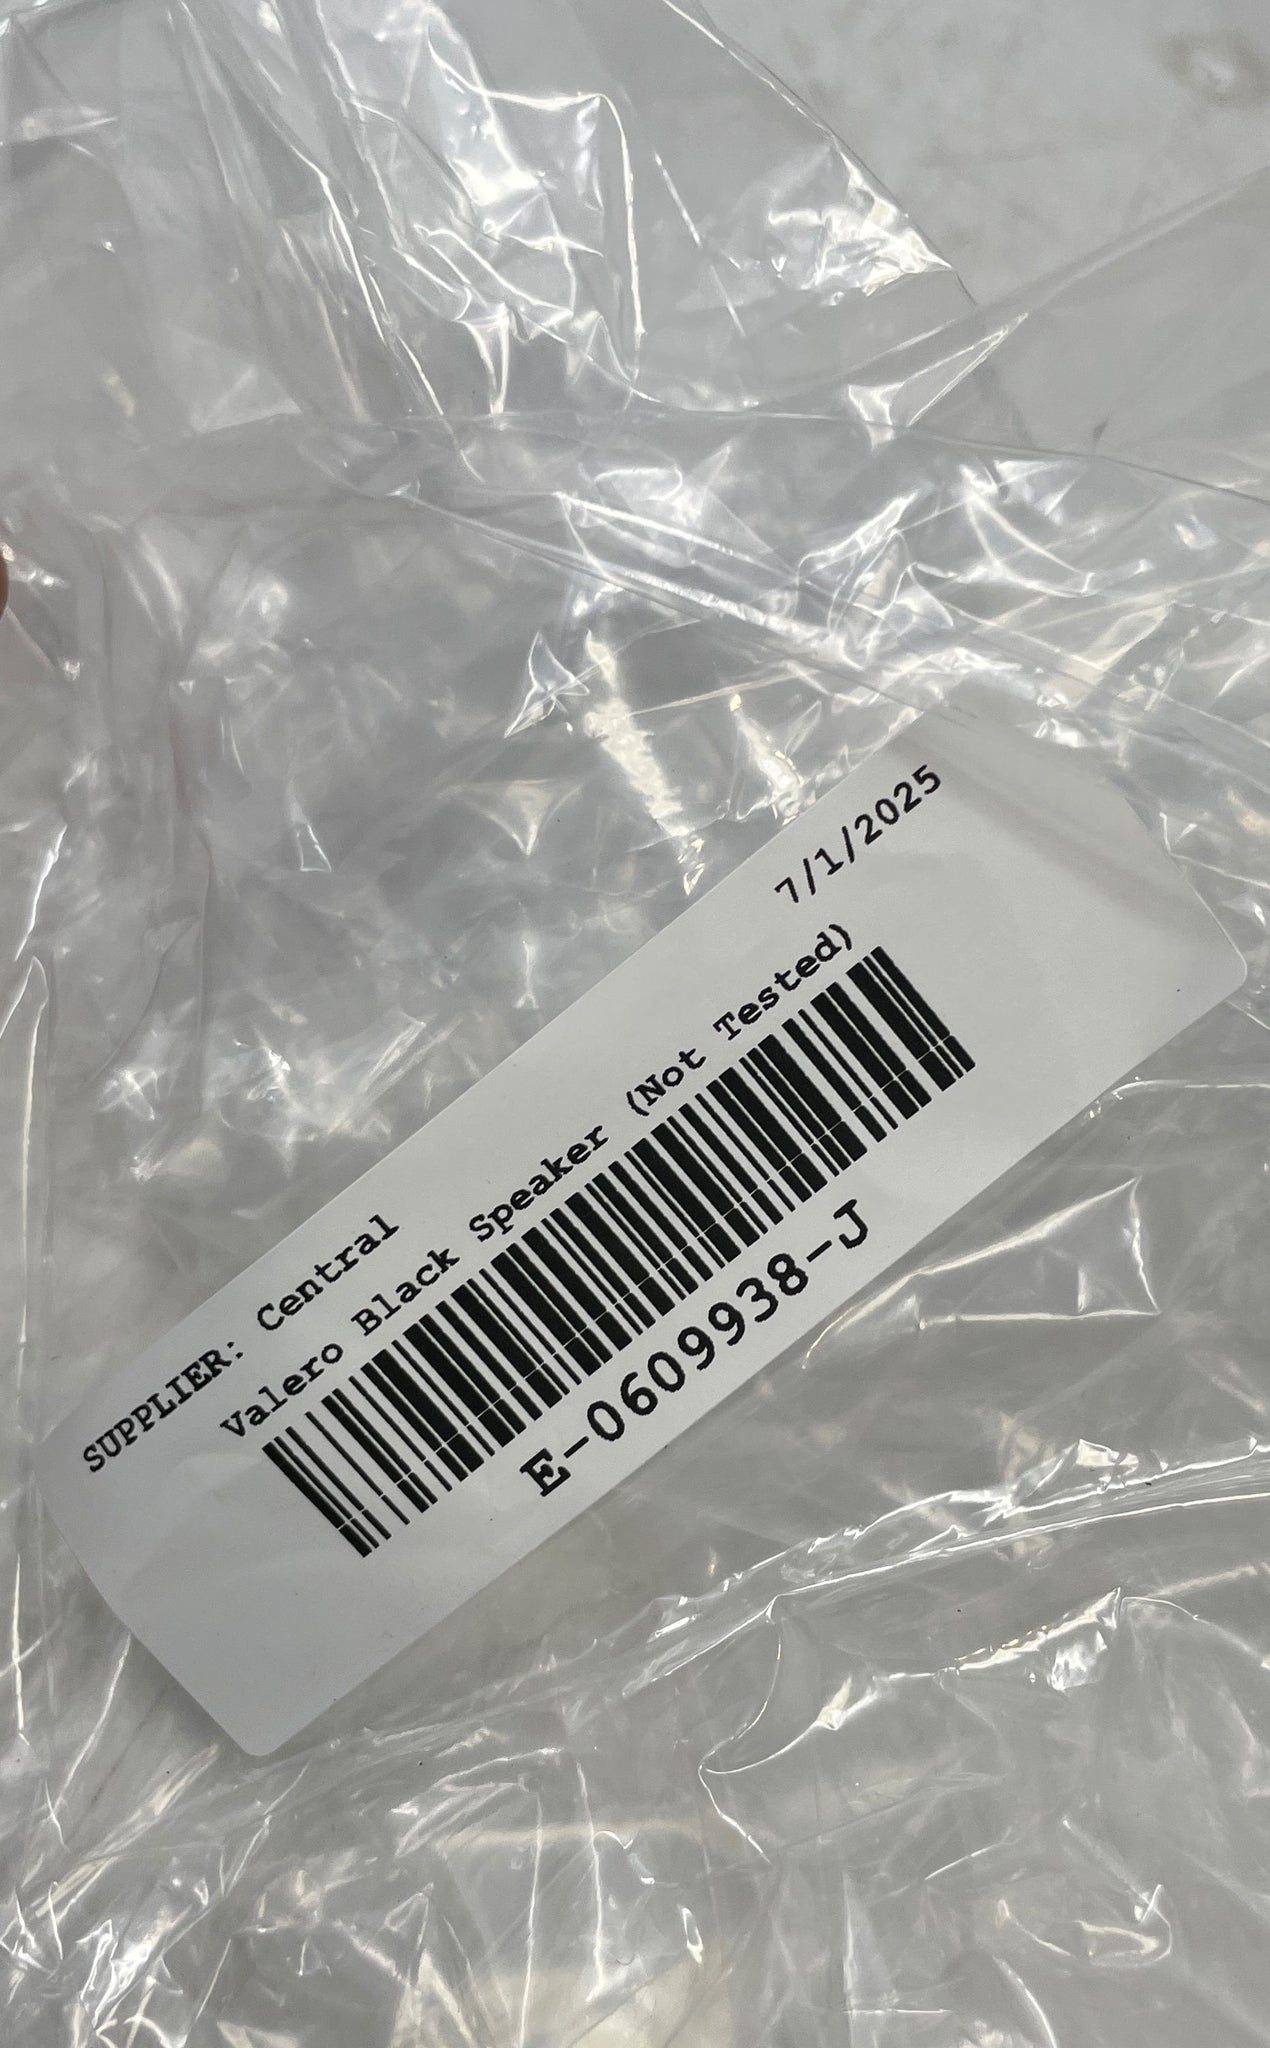 SUPPLIER: Central 7/1/2025
Valero Black Speaker (Not Tested)
E-0609938-J